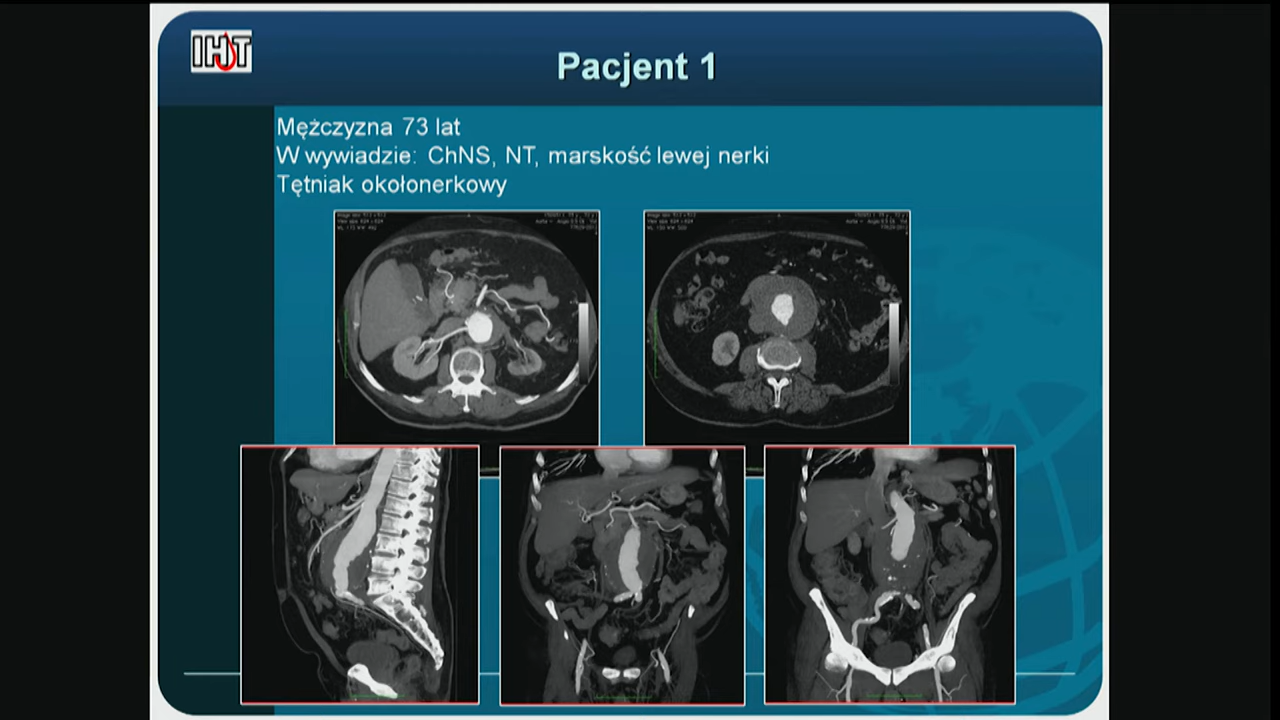 IHIT
Pacjent 1
Mężczyzna 73 lat
W wywiadzie: ChNS, NT, marskość lewej nerki
Tętniak okołonerkowy